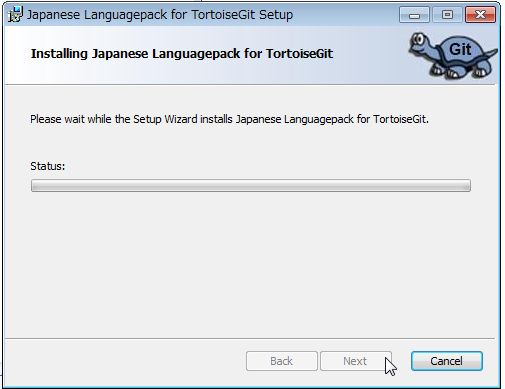 Japanese Languagepack for TortoiseGit Setup
Installing Japanese Languagepack for TortoiseGit
Git
Please wait while the Setup Wizard installs Japanese Languagepack for TortoiseGit.
Status:
Back
Next
Cancel